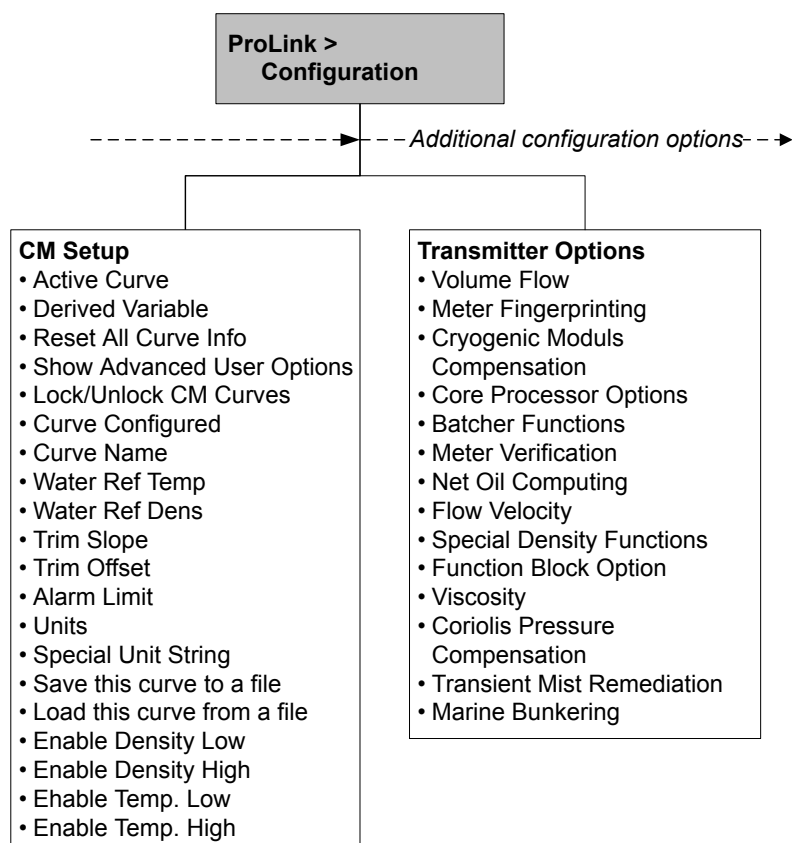 ProLink >
Configuration
Additional configuration options
CM Setup
• Active Curve
• Derived Variable
• Reset All Curve Info
• Show Advanced User Options
• Lock/Unlock CM Curves
• Curve Configured
• Curve Name
• Water Ref Temp
• Water Ref Dens
• Trim Slope
• Trim Offset
• Alarm Limit
• Units
• Special Unit String
• Save this curve to a file
• Load this curve from a file
• Enable Density Low
• Enable Density High
• Ehable Temp. Low
• Enable Temp. High
Transmitter Options
• Volume Flow
• Meter Fingerprinting
• Cryogenic Moduls
Compensation
• Core Processor Options
• Batcher Functions
• Meter Verification
• Net Oil Computing
• Flow Velocity
• Special Density Functions
• Function Block Option
• Viscosity
• Coriolis Pressure
Compensation
• Transient Mist Remediation
• Marine Bunkering